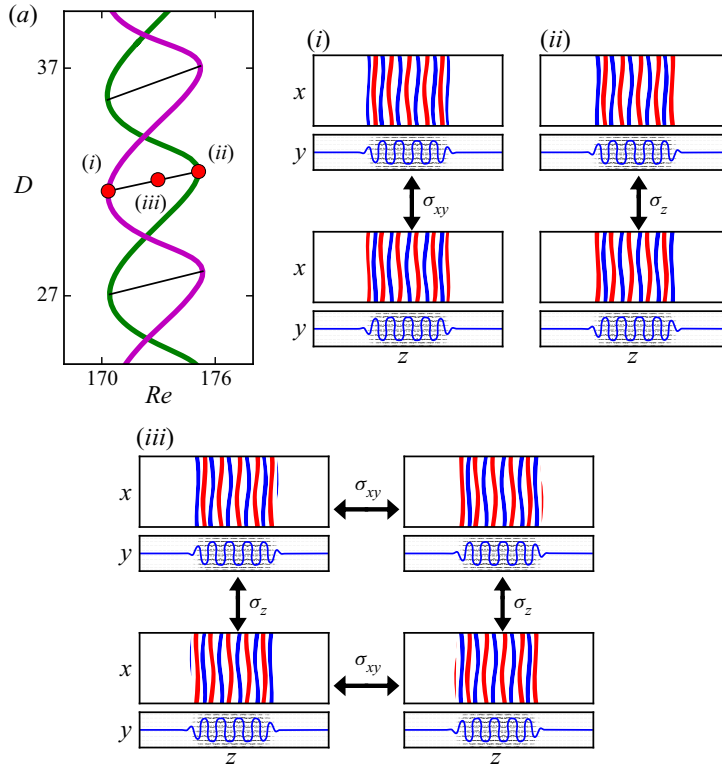 (a)
(i)
(ii)
37
x
x
(i)
(ii)
y
y
D
(iii)
σxy
σz
x
x
27
y
y
170
176
z
z
Re
(iii)
x
σxy
y
σz
σz
x
σxy
y
z
z